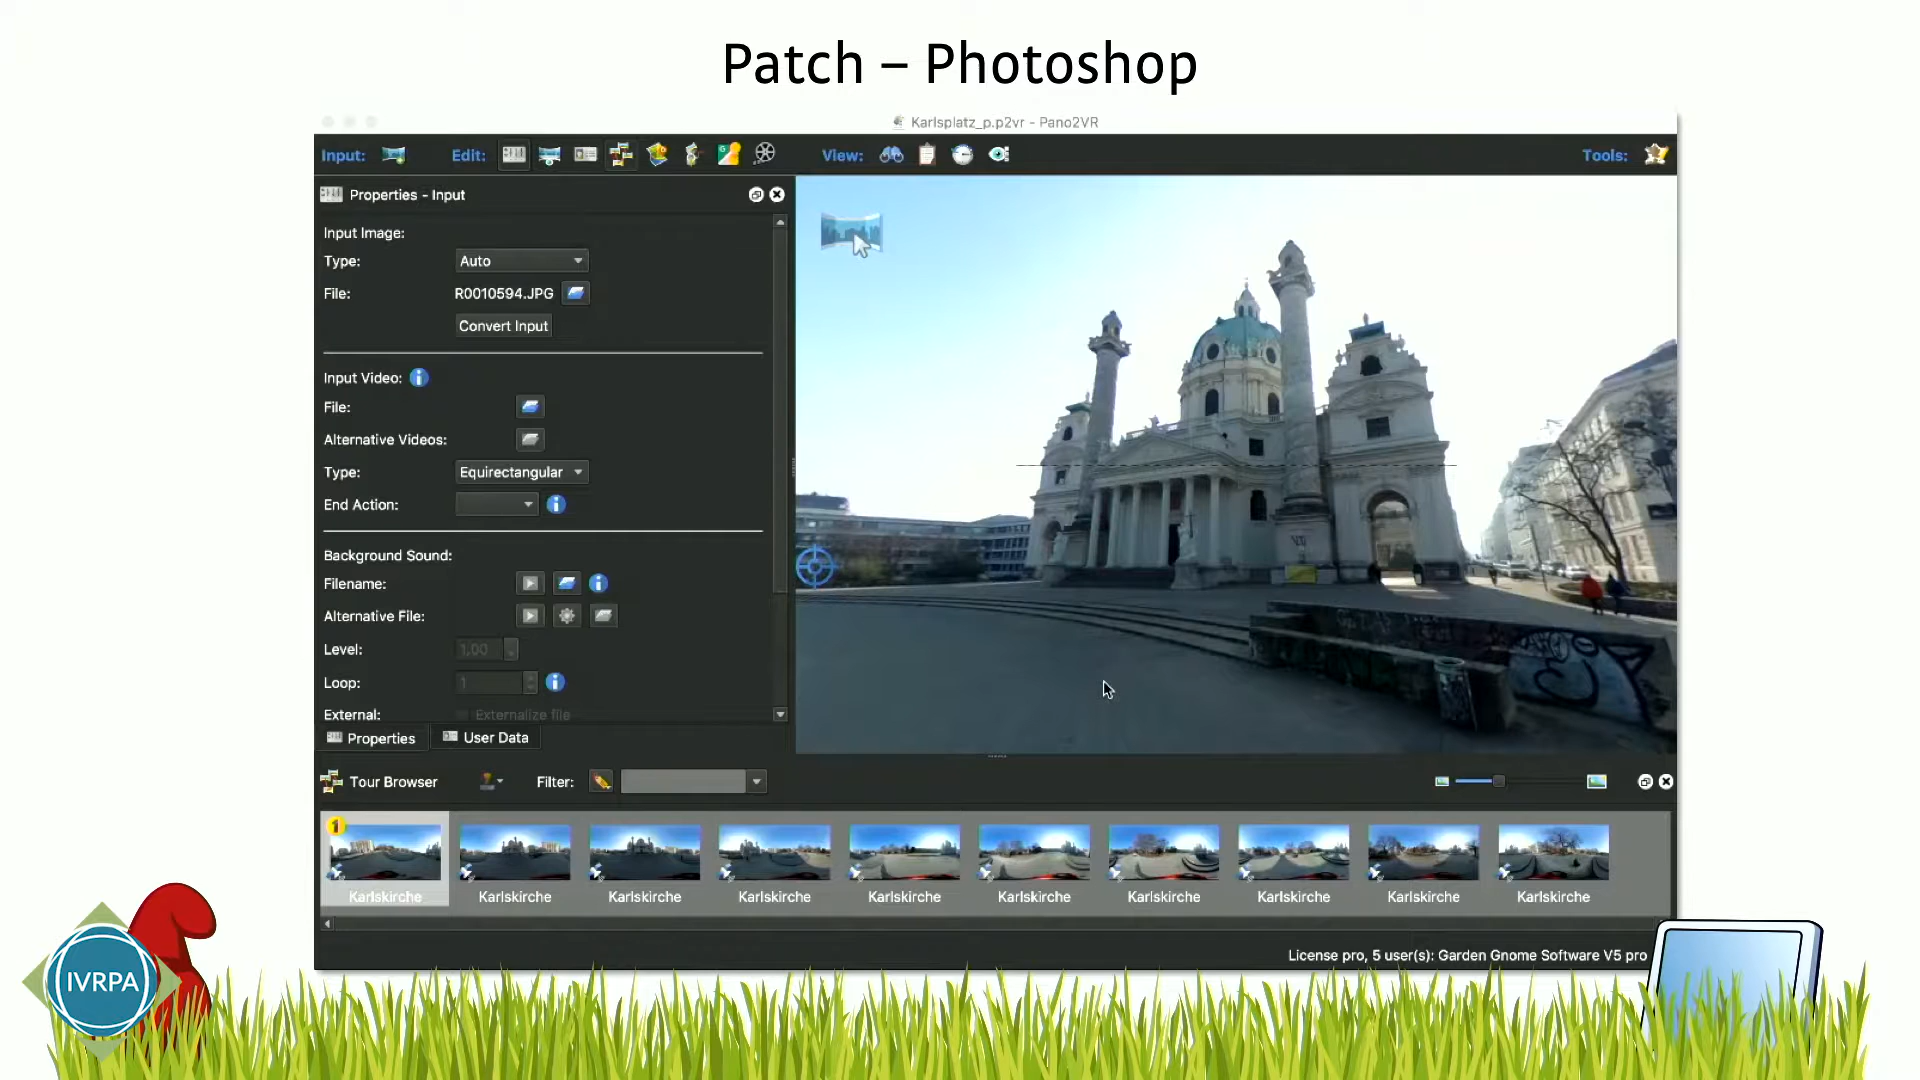 Patch – Photoshop
Karlsplatz_p.p2vr - Pano2VR
Input:
Edit:
View:
Tools:
Properties - Input
Input Image:
Type: Auto
File: R0010594.JPG
Convert Input
Input Video:
File:
Alternative Videos:
Type: Equirectangular
End Action:
Background Sound:
Filename:
Alternative File:
Level: 1,00
Loop: 1
External: Externalize file
Properties
User Data
Tour Browser
Filter:
1
Karlskirche
Karlskirche
Karlskirche
Karlskirche
Karlskirche
Karlskirche
Karlskirche
Karlskirche
Karlskirche
Karlskirche
License pro, 5 user(s): Garden Gnome Software V5 pro
IVRPA